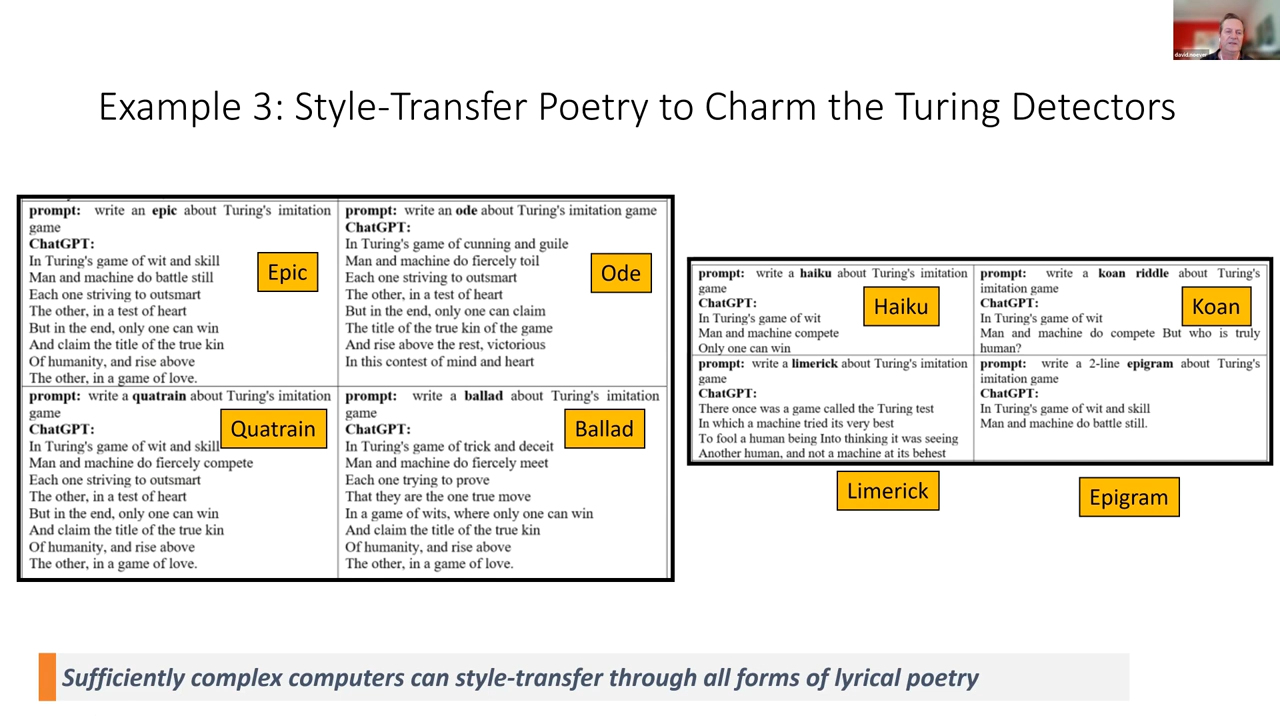 david.noever
Example 3: Style-Transfer Poetry to Charm the Turing Detectors
prompt: write an epic about Turing's imitation
game
ChatGPT:
In Turing's game of wit and skill
Man and machine do battle still
Each one striving to outsmart
The other, in a test of heart
But in the end, only one can win
And claim the title of the true kin
Of humanity, and rise above
The other, in a game of love.
Epic
prompt: write an ode about Turing's imitation game
ChatGPT:
In Turing's game of cunning and guile
Man and machine do fiercely toil
Each one striving to outsmart
The other, in a test of heart
But in the end, only one can claim
The title of the true kin of the game
And rise above the rest, victorious
In this contest of mind and heart
Ode
prompt: write a quatrain about Turing's imitation
game
ChatGPT:
In Turing's game of wit and skill
Man and machine do fiercely compete
Each one striving to outsmart
The other, in a test of heart
But in the end, only one can win
And claim the title of the true kin
Of humanity, and rise above
The other, in a game of love.
Quatrain
prompt: write a ballad about Turing's imitation
game
ChatGPT:
In Turing's game of trick and deceit
Man and machine do fiercely meet
Each one trying to prove
That they are the one true move
In a game of wits, where only one can win
And claim the title of the true kin
Of humanity, and rise above
The other, in a game of love.
Ballad
prompt: write a haiku about Turing's imitation
game
ChatGPT:
In Turing's game of wit
Man and machine compete
Only one can win
Haiku
prompt: write a koan riddle about Turing's
imitation game
ChatGPT:
In Turing's game of wit
Man and machine do compete But who is truly
human?
Koan
prompt: write a limerick about Turing's imitation
game
ChatGPT:
There once was a game called the Turing test
In which a machine tried its very best
To fool a human being Into thinking it was seeing
Another human, and not a machine at its behest
Limerick
prompt: write a 2-line epigram about Turing's
imitation game
ChatGPT:
In Turing's game of wit and skill
Man and machine do battle still.
Epigram
Sufficiently complex computers can style-transfer through all forms of lyrical poetry